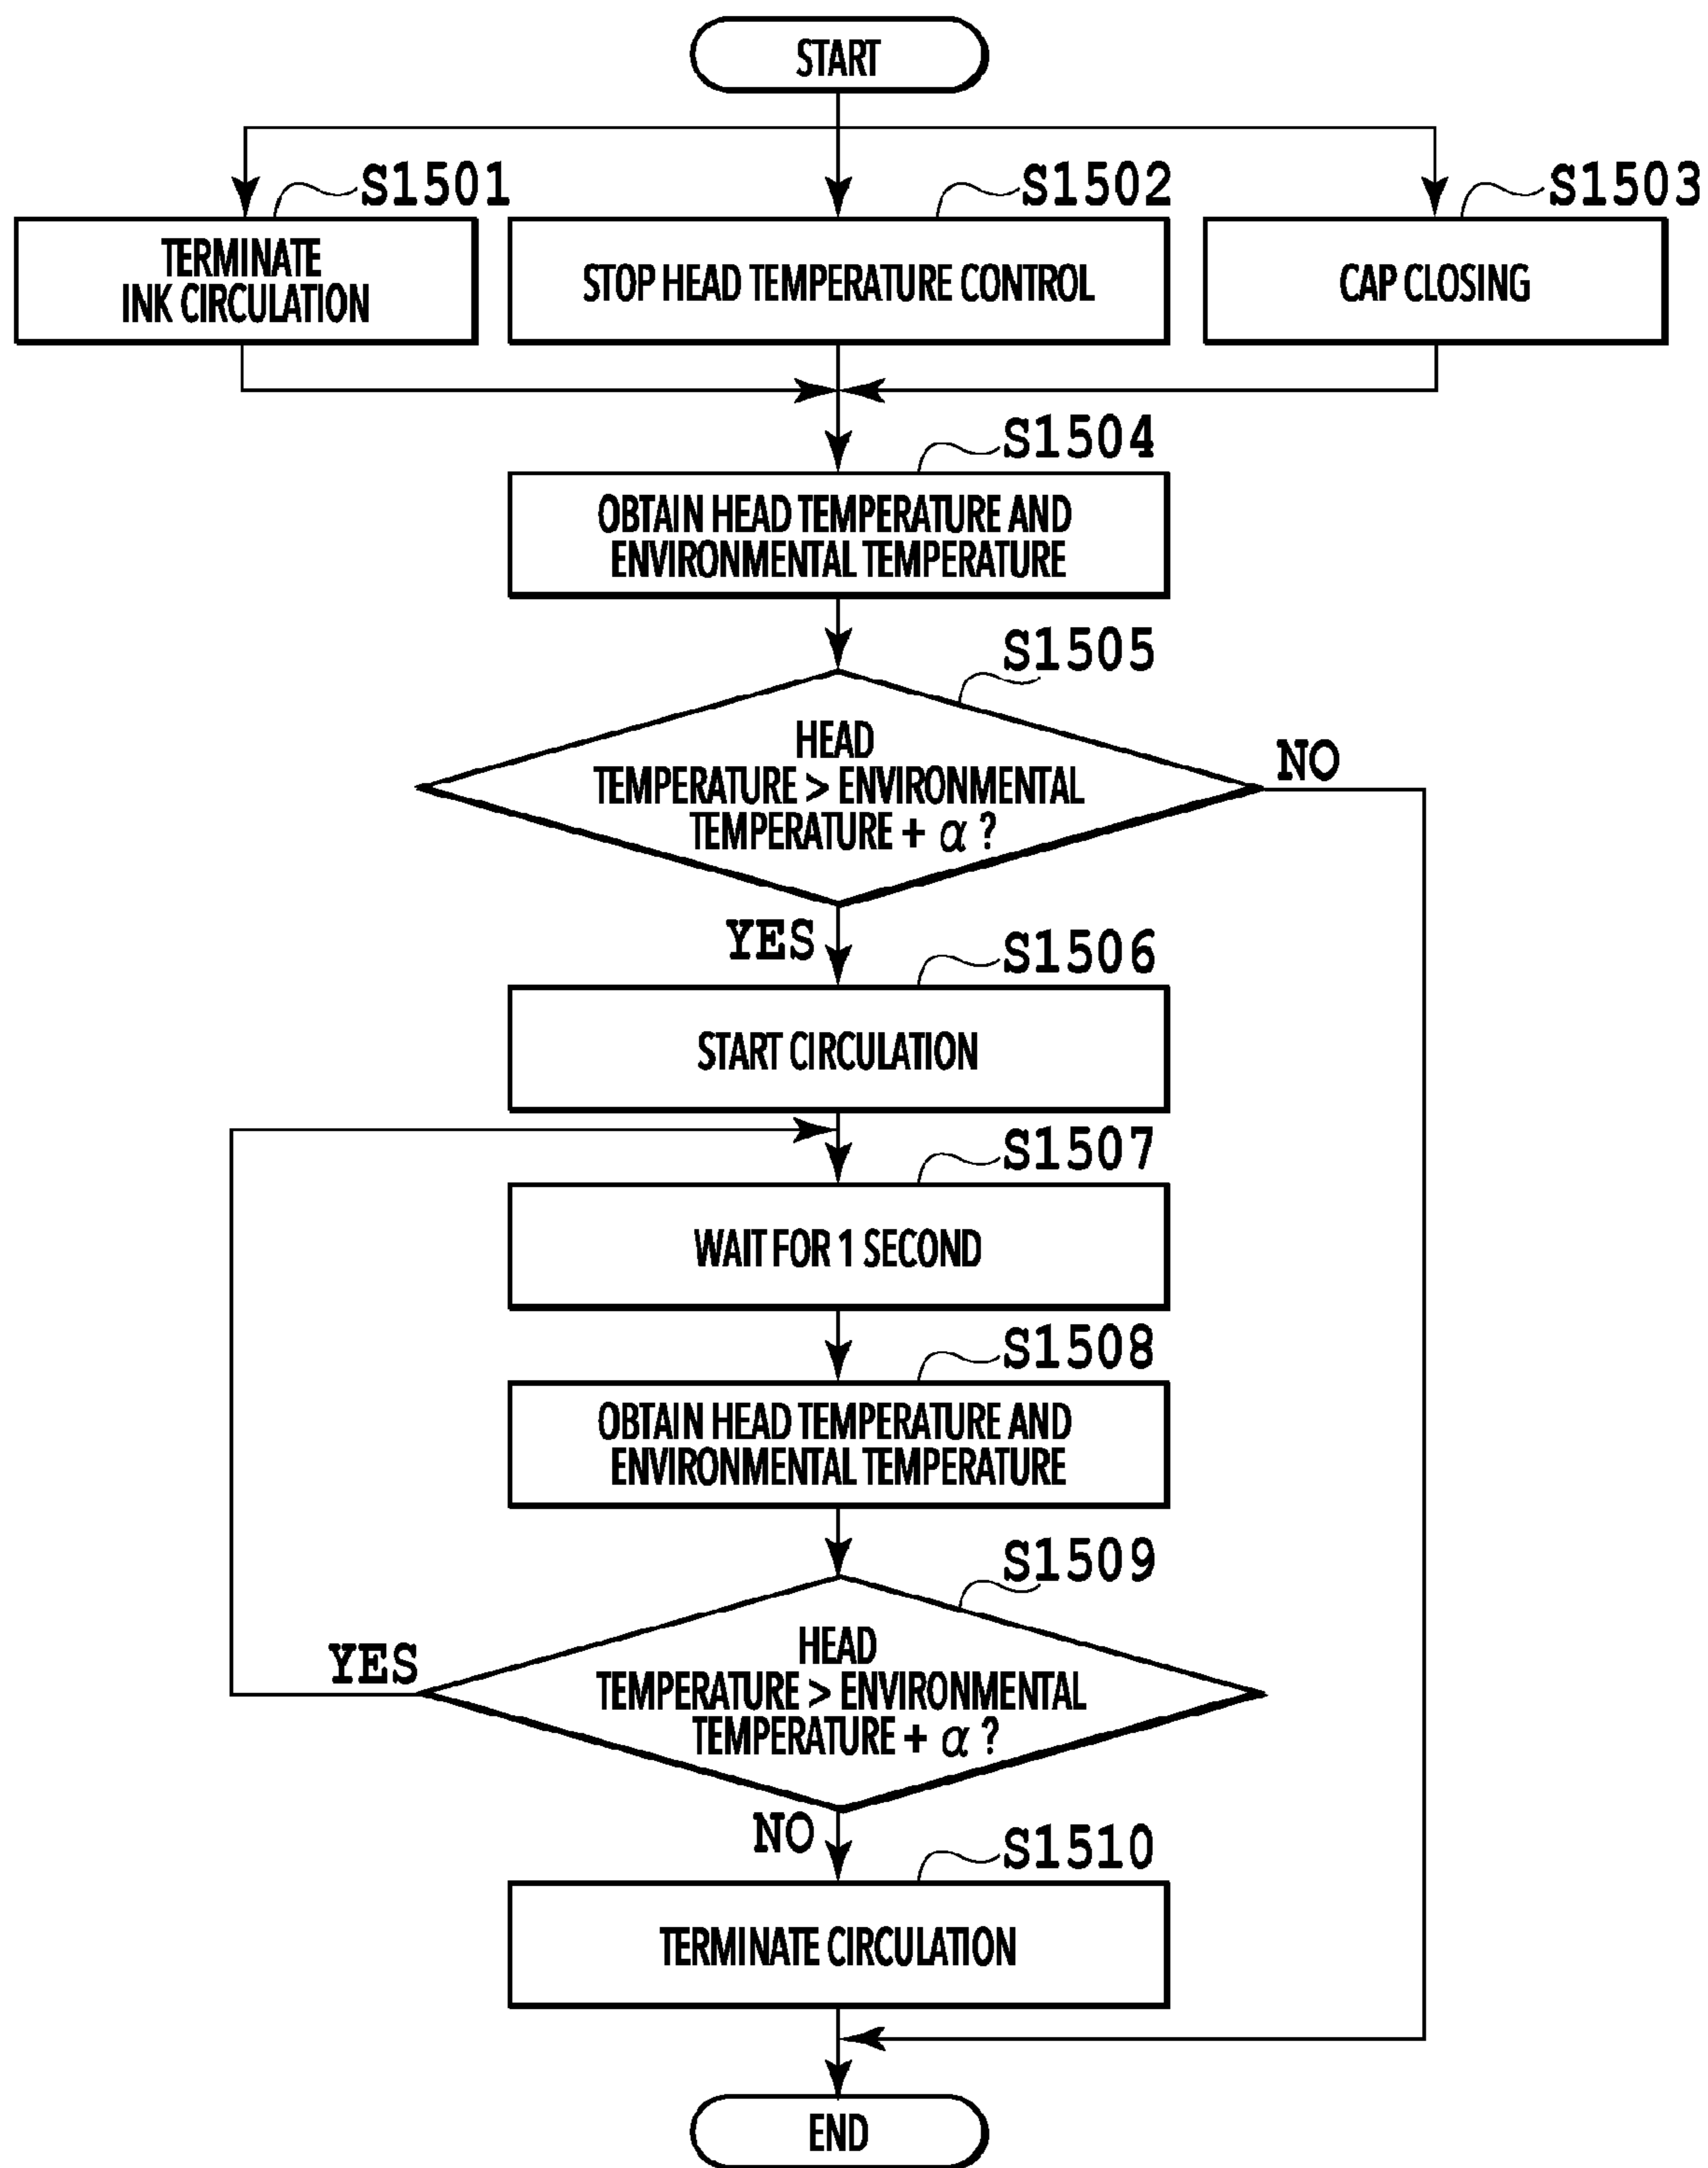 START
S1501
S1502
S1503
TERMINATE
INK CIRCULATION
STOP HEAD TEMPERATURE CONTROL
CAP CLOSING
S1504
OBTAIN HEAD TEMPERATURE AND
ENVIRONMENTAL TEMPERATURE
S1505
HEAD
TEMPERATURE > ENVIRONMENTAL
TEMPERATURE + α ?
NO
YES
S1506
START CIRCULATION
S1507
WAIT FOR 1 SECOND
S1508
OBTAIN HEAD TEMPERATURE AND
ENVIRONMENTAL TEMPERATURE
S1509
HEAD
TEMPERATURE > ENVIRONMENTAL
TEMPERATURE + α ?
YES
NO
S1510
TERMINATE CIRCULATION
END